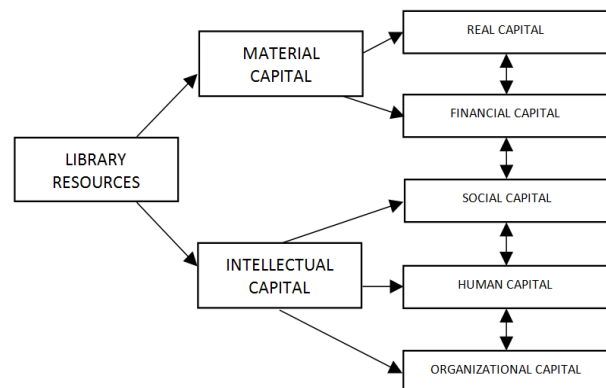 LIBRARY
RESOURCES
MATERIAL
CAPITAL
INTELLECTUAL
CAPITAL
REAL CAPITAL
FINANCIAL CAPITAL
SOCIAL CAPITAL
HUMAN CAPITAL
ORGANIZATIONAL CAPITAL